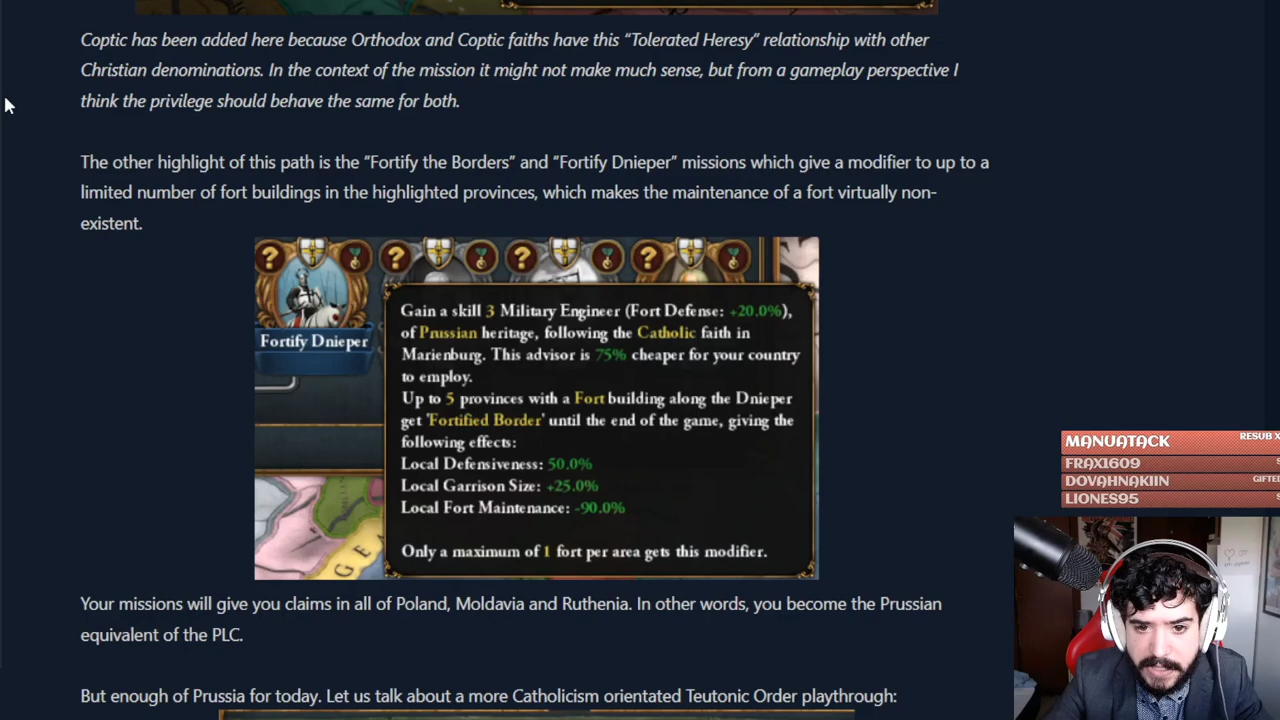 Coptic has been added here because Orthodox and Coptic faiths have this “Tolerated Heresy” relationship with other
Christian denominations. In the context of the mission it might not make much sense, but from a gameplay perspective I
think the privilege should behave the same for both.
The other highlight of this path is the “Fortify the Borders” and “Fortify Dnieper” missions which give a modifier to up to a
limited number of fort buildings in the highlighted provinces, which makes the maintenance of a fort virtually non-
existent.
Fortify Dnieper
Gain a skill 3 Military Engineer (Fort Defense: +20.0%),
of Prussian heritage, following the Catholic faith in
Marienburg. This advisor is 75% cheaper for your country
to employ.
Up to 5 provinces with a Fort building along the Dnieper
get 'Fortified Border' until the end of the game, giving the
following effects:
Local Defensiveness: 50.0%
Local Garrison Size: +25.0%
Local Fort Maintenance: -90.0%
Only a maximum of 1 fort per area gets this modifier.
GE
MANUATACK RESUB X
FRAX1609
DOVAHNAKIIN GIFTE
LIONES95
Your missions will give you claims in all of Poland, Moldavia and Ruthenia. In other words, you become the Prussian
equivalent of the PLC.
But enough of Prussia for today. Let us talk about a more Catholicism orientated Teutonic Order playthrough: